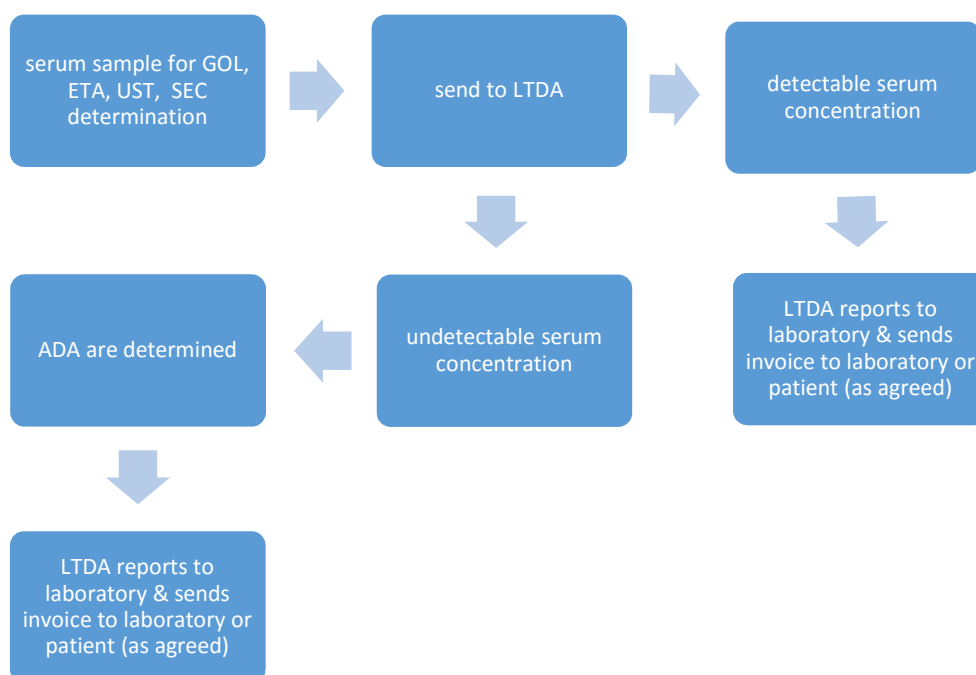 serum sample for GOL,
ETA, UST,  SEC
determination
send to LTDA
detectable serum
concentration
ADA are determined
undetectable serum
concentration
LTDA reports to
laboratory & sends
invoice to laboratory or
patient (as agreed)
LTDA reports to
laboratory & sends
invoice to laboratory or
patient (as agreed)